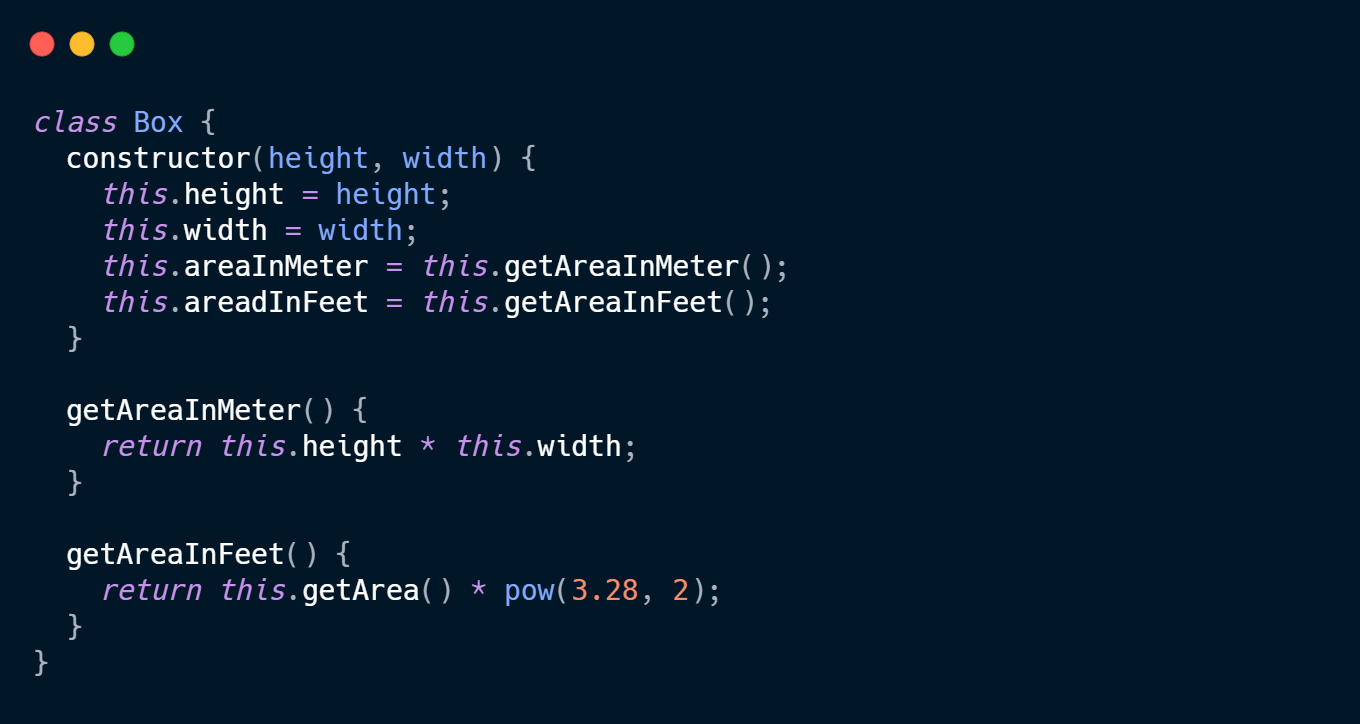 class Box {
  constructor(height, width) {
    this.height = height;
    this.width = width;
    this.areaInMeter = this.getAreaInMeter();
    this.areadInFeet = this.getAreaInFeet();
  }

  getAreaInMeter() {
    return this.height * this.width;
  }

  getAreaInFeet() {
    return this.getArea() * pow(3.28, 2);
  }
}